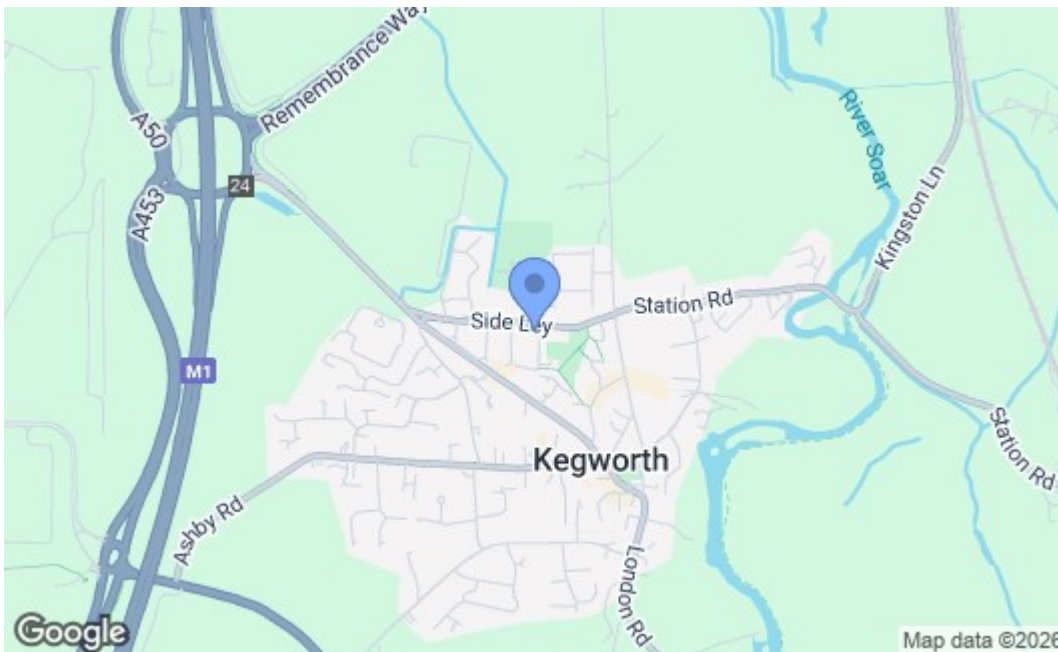 Remembrance Way
A50
24
A453
River Soar
Kingston Ln
Side Ley
Station Rd
M1
Station Rd
Kegworth
Ashby Rd
London Rd
Google
Map data ©2026